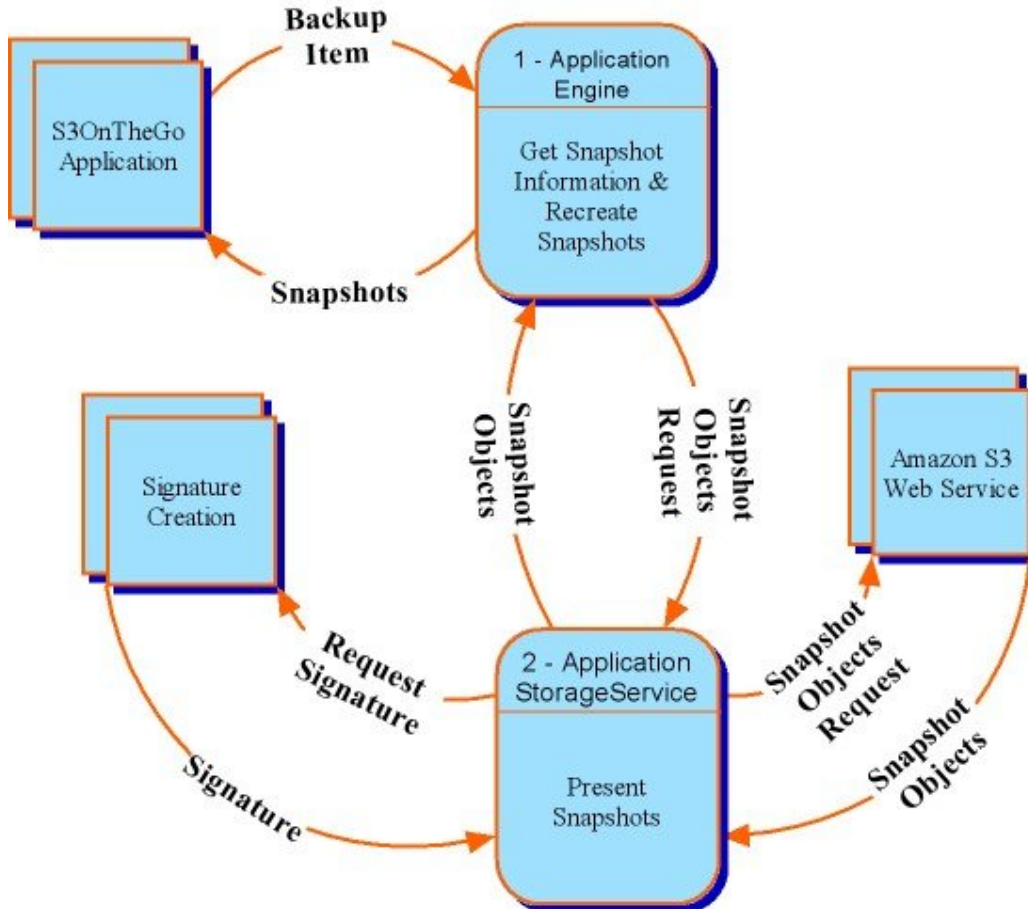 Backup
Item
S3OnTheGo
Application
1 - Application
Engine
Get Snapshot
Information &
Recreate
Snapshots
Snapshots
Snapshot
Objects
Snapshot
Objects
Request
Signature
Creation
Amazon S3
Web Service
Request
Signature
Signature
2 - Application
StorageService
Present
Snapshots
Snapshot
Objects
Request
Snapshot
Objects